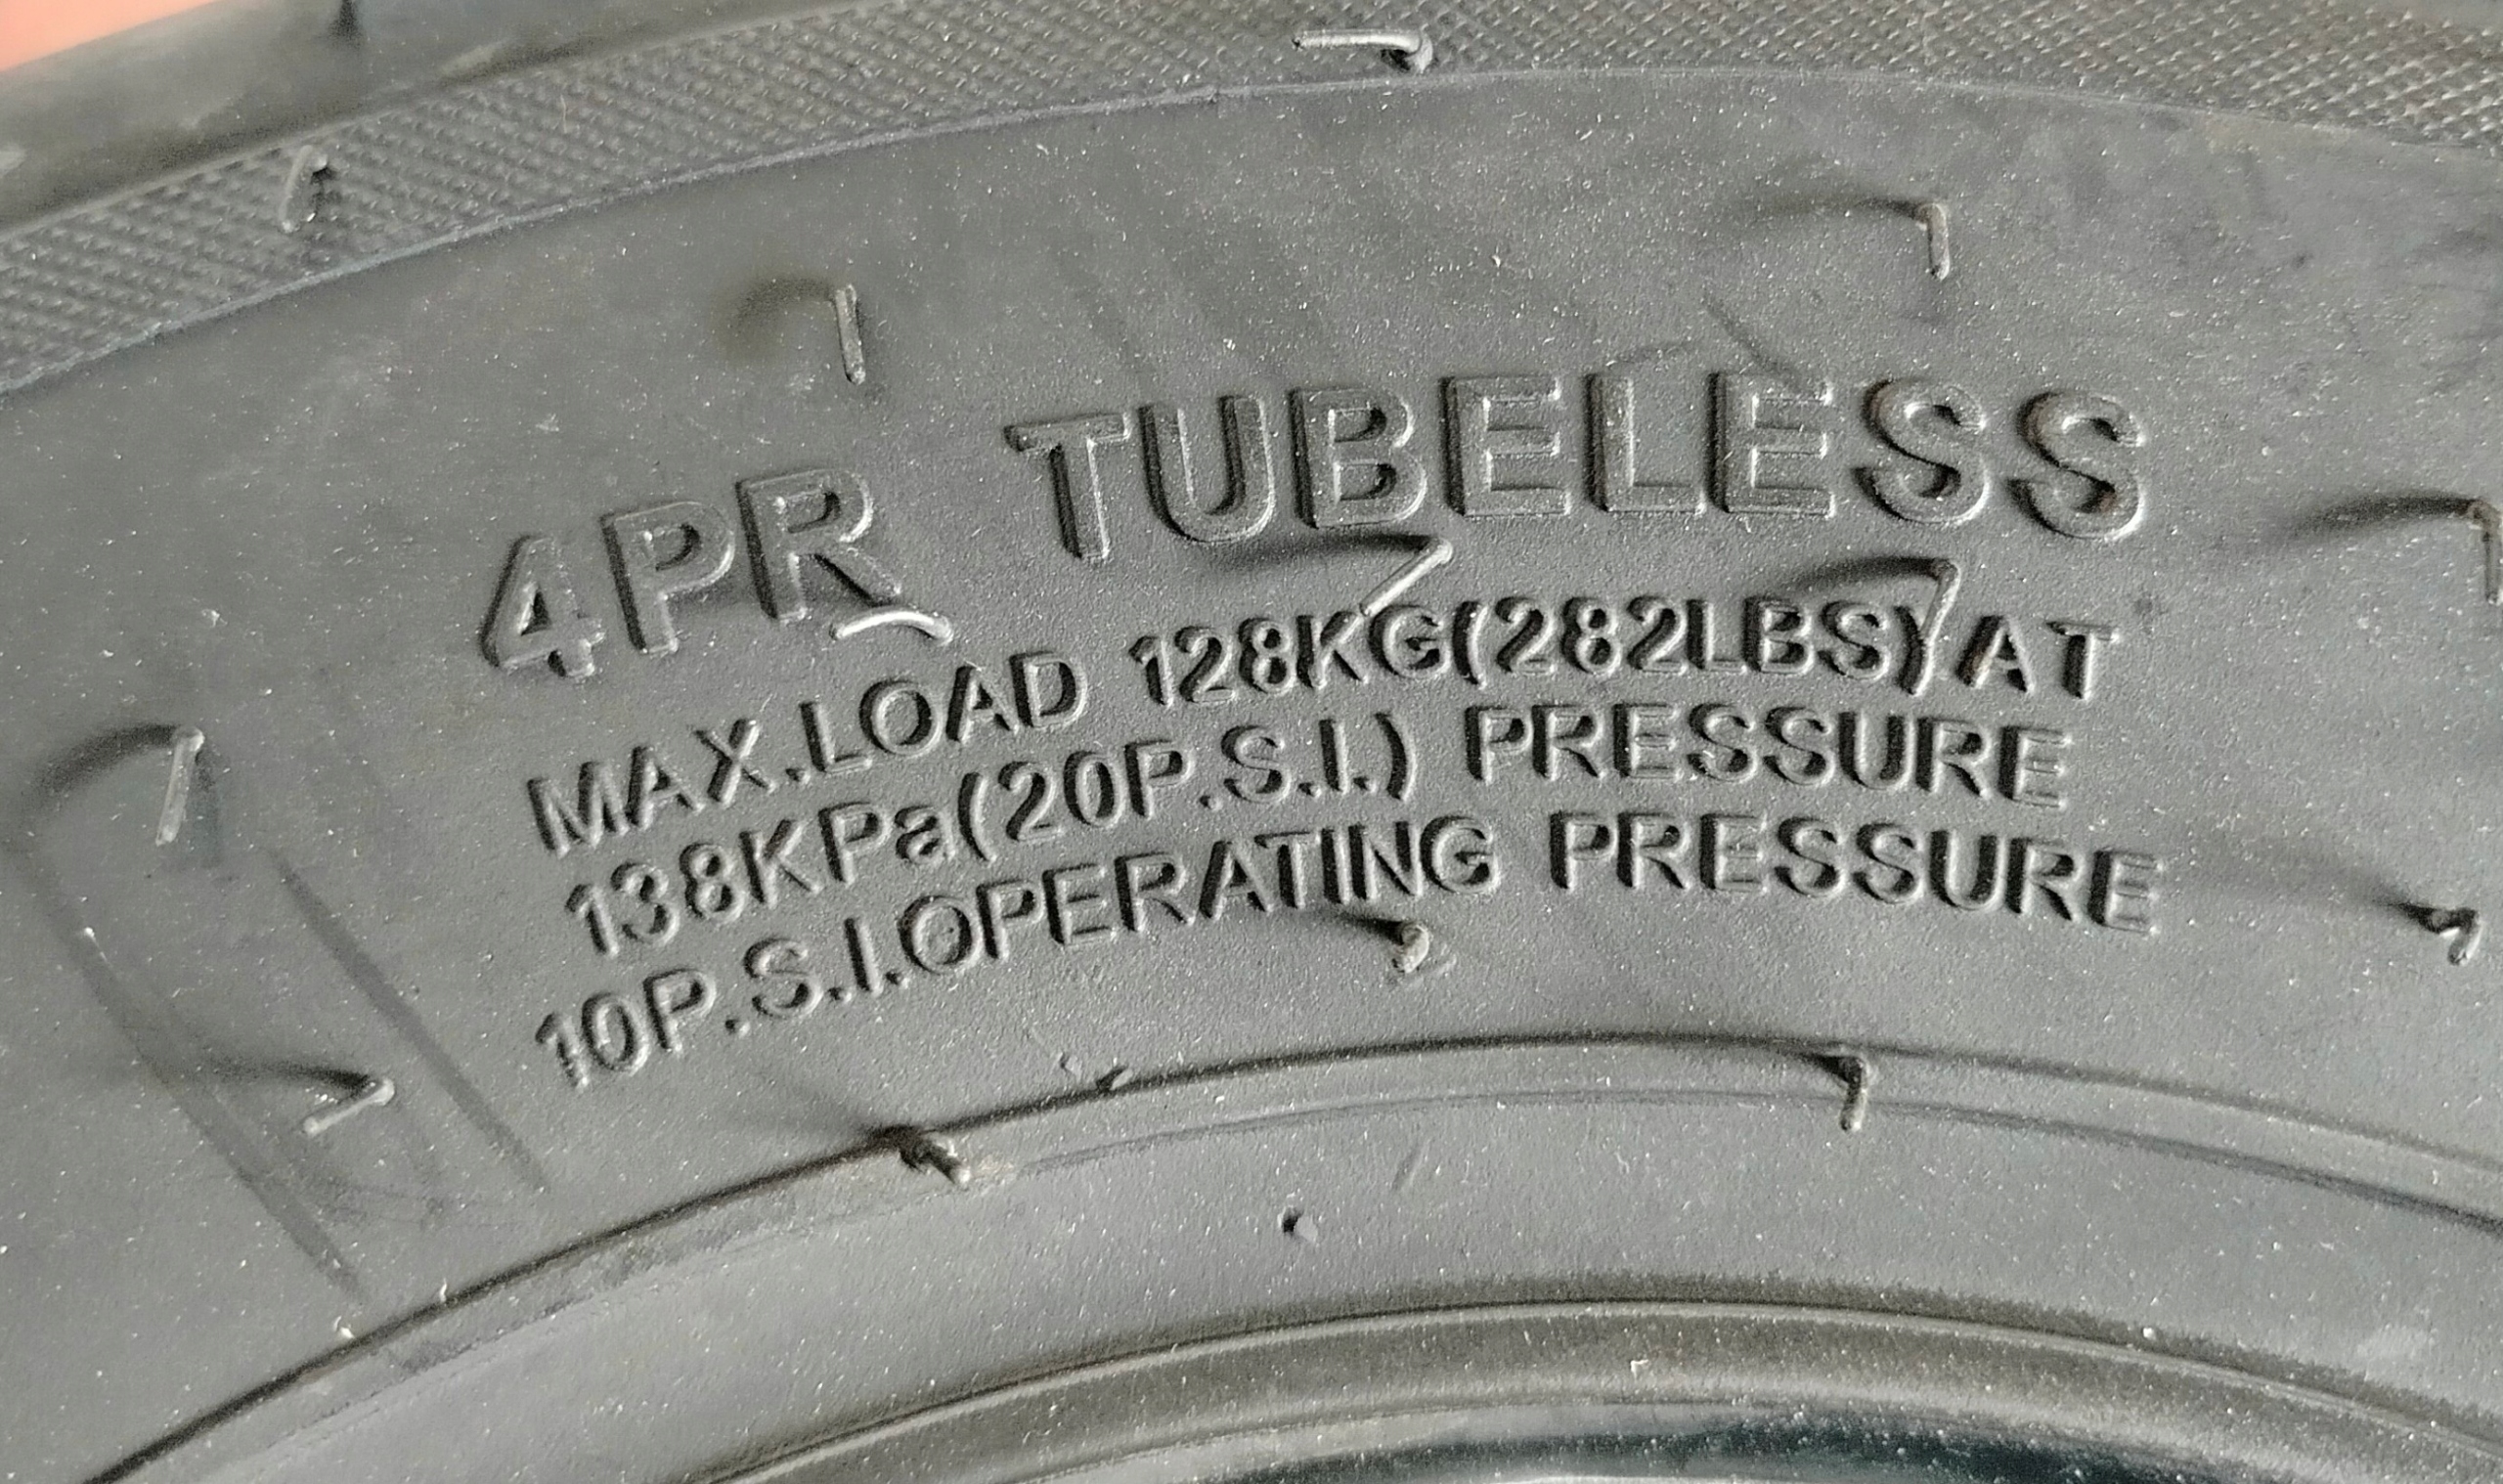 4PR TUBELESS
MAX.LOAD 128KG(282LBS)AT
138KPa(20P.S.I.) PRESSURE
10P.S.I.OPERATING PRESSURE